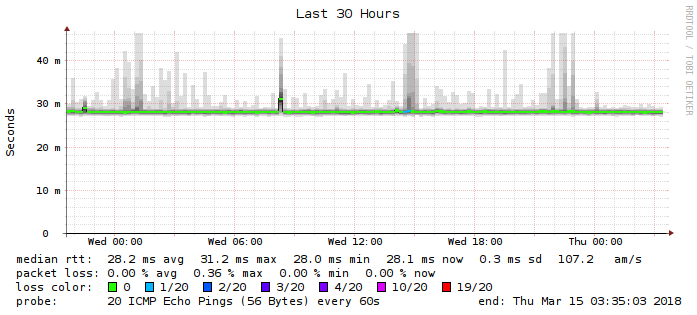 Last 30 Hours
RRDTOOL / TOBI OETIKER
Seconds
40 m
30 m
20 m
10 m
0
Wed 00:00 Wed 06:00 Wed 12:00 Wed 18:00 Thu 00:00
median rtt: 28.2 ms avg 31.2 ms max 28.0 ms min 28.1 ms now 0.3 ms sd 107.2 am/s
packet loss: 0.00 % avg 0.36 % max 0.00 % min 0.00 % now
loss color: 0 1/20 2/20 3/20 4/20 10/20 19/20
probe: 20 ICMP Echo Pings (56 Bytes) every 60s end: Thu Mar 15 03:35:03 2018